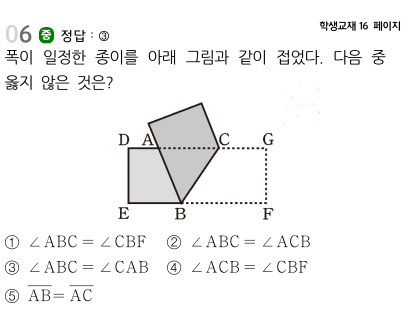 06 중 정답 : ③
학생교재 16 페이지
폭이 일정한 종이를 아래 그림과 같이 접었다. 다음 중
옳지 않은 것은?
D A C G
E B F
① ∠ABC = ∠CBF ② ∠ABC = ∠ACB
③ ∠ABC = ∠CAB ④ ∠ACB = ∠CBF
⑤ A̅B̅ = A̅C̅